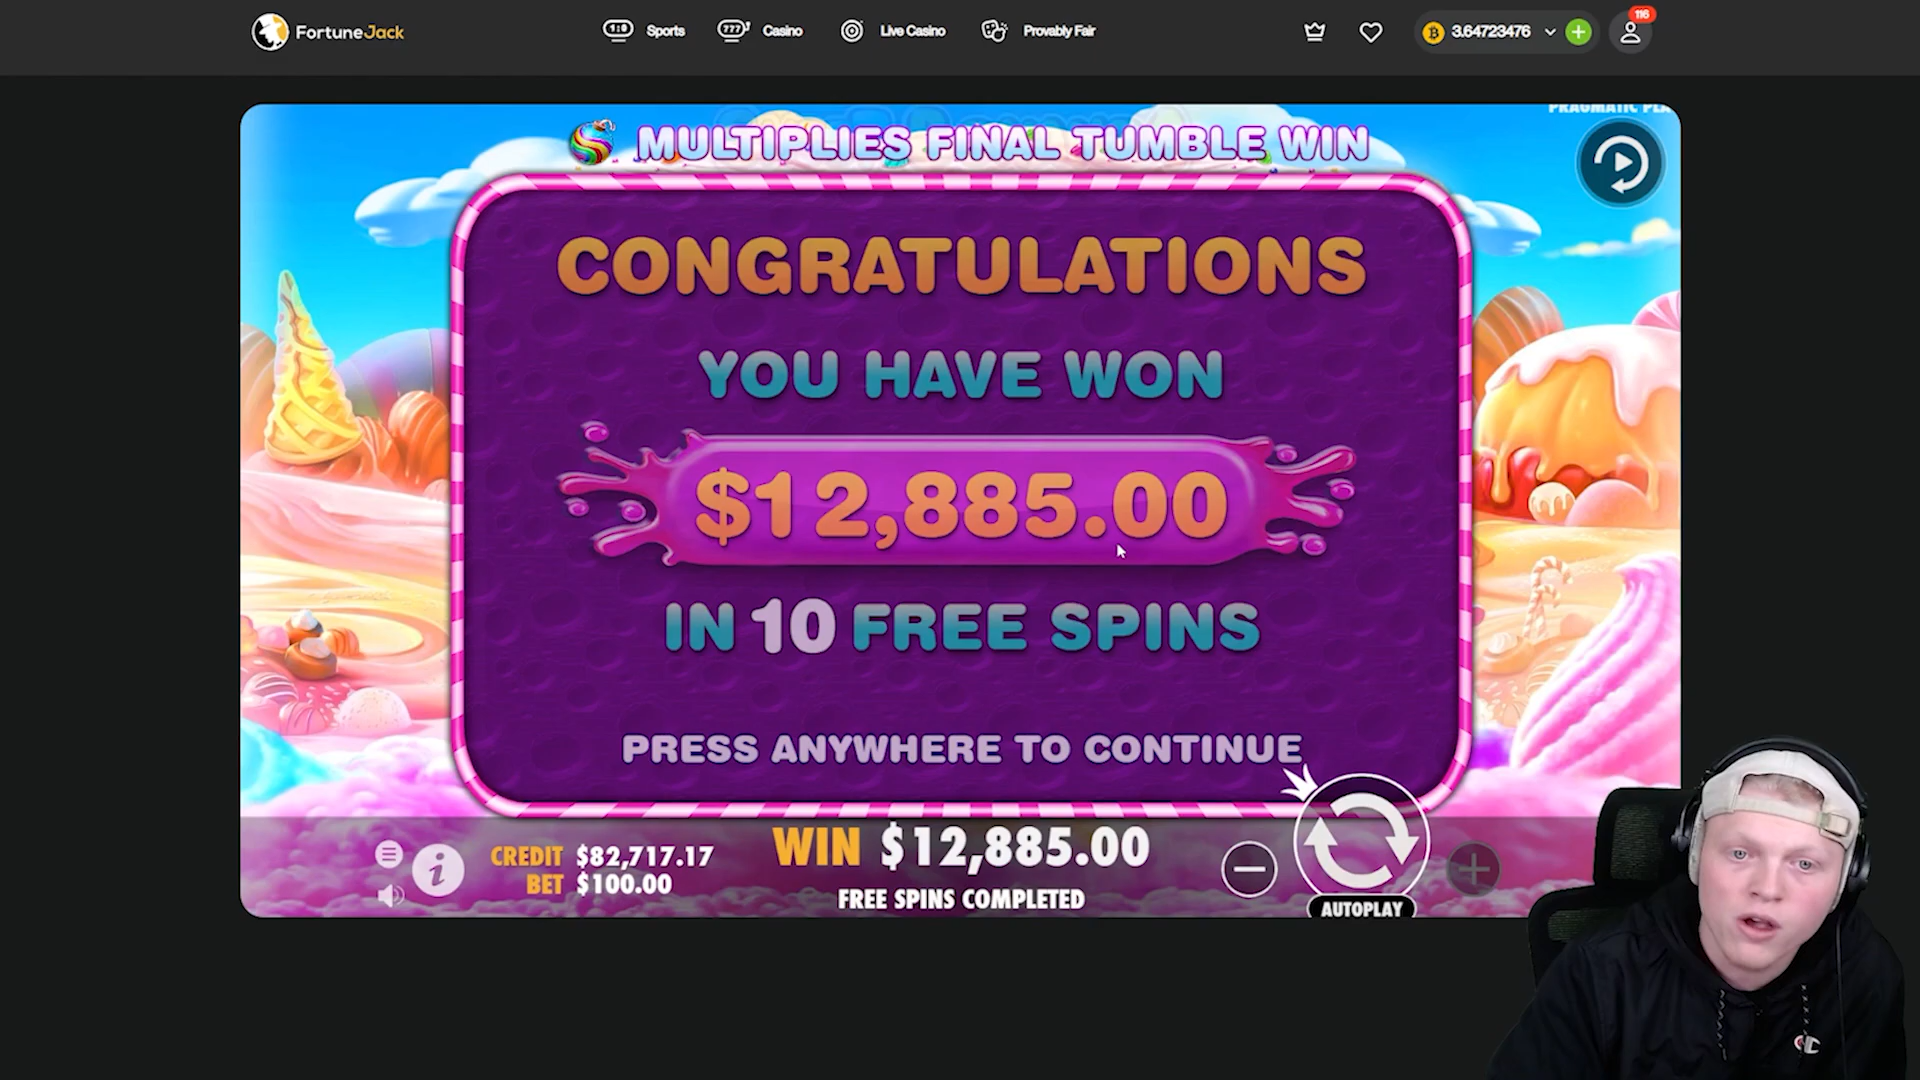 FortuneJack
Sports
Casino
Live Casino
Provably Fair
3.64723476
116
MULTIPLIES FINAL TUMBLE WIN
CONGRATULATIONS
YOU HAVE WON
$12,885.00
IN 10 FREE SPINS
PRESS ANYWHERE TO CONTINUE
CREDIT $82,717.17
BET $100.00
WIN $12,885.00
FREE SPINS COMPLETED
AUTOPLAY